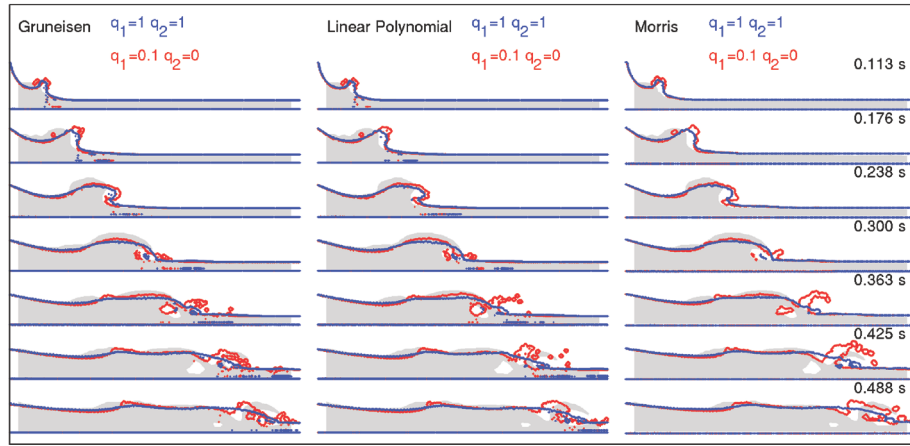 Gruneisen q₁=1 q₂=1 Linear Polynomial q₁=1 q₂=1 Morris q₁=1 q₂=1
q₁=0.1 q₂=0 q₁=0.1 q₂=0 q₁=0.1 q₂=0
0.113 s
0.176 s
0.238 s
0.300 s
0.363 s
0.425 s
0.488 s